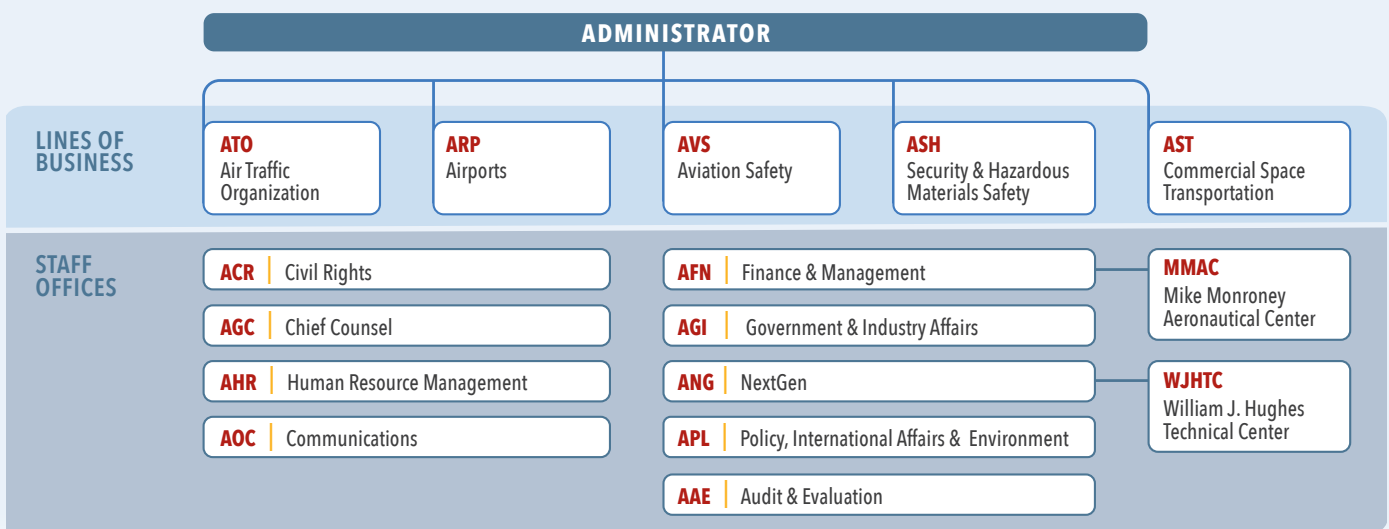 ADMINISTRATOR
LINES OF
BUSINESS
ATO
Air Traffic
Organization
ARP
Airports
AVS
Aviation Safety
ASH
Security & Hazardous
Materials Safety
AST
Commercial Space
Transportation
STAFF
OFFICES
ACR Civil Rights
AGC Chief Counsel
AHR Human Resource Management
AOC Communications
AFN Finance & Management
AGI Government & Industry Affairs
ANG NextGen
APL Policy, International Affairs & Environment
AAE Audit & Evaluation
MMAC
Mike Monroney
Aeronautical Center
WJHTC
William J. Hughes
Technical Center